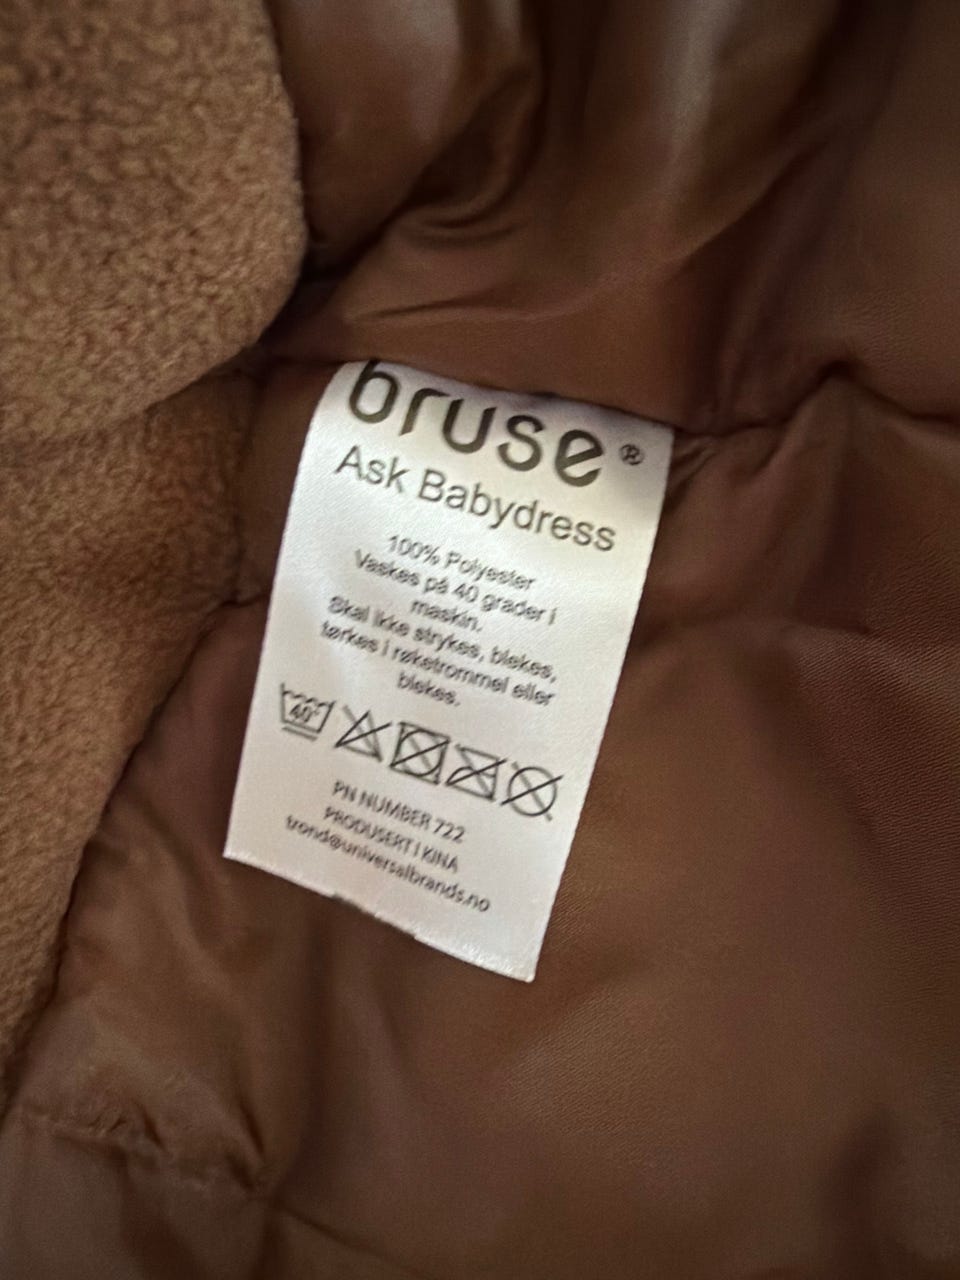 bruse®
Ask Babydress
100% Polyester
Vaskes på 40 grader i
maskin.
Skal ikke strykes, blekes,
tørkes i røketrommel eller
blekes.
40°
PN NUMBER 722
PRODUSERT I KINA
trond@universalbrands.no